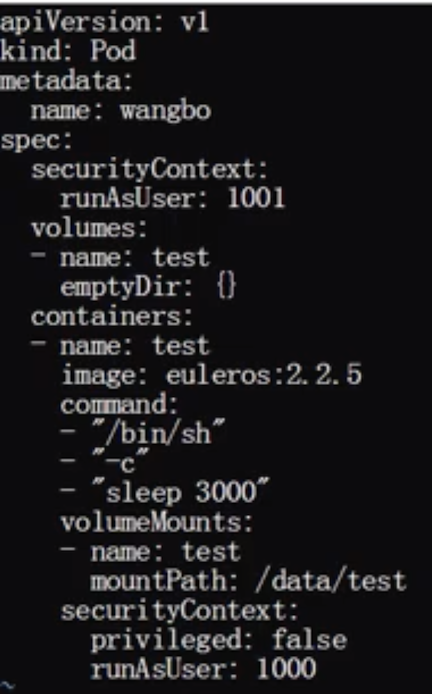 apiVersion: v1
kind: Pod
metadata:
  name: wangbo
spec:
  securityContext:
    runAsUser: 1001
  volumes:
  - name: test
    emptyDir: {}
  containers:
  - name: test
    image: euleros:2.2.5
    command:
    - "/bin/sh"
    - "-c"
    - "sleep 3000"
    volumeMounts:
    - name: test
      mountPath: /data/test
    securityContext:
      privileged: false
      runAsUser: 1000
~